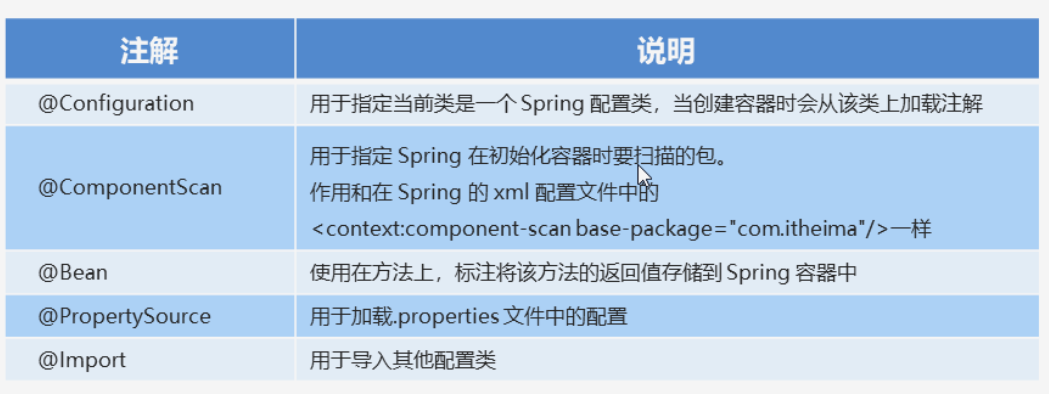 注解 说明
@Configuration 用于指定当前类是一个 Spring 配置类，当创建容器时会从该类上加载注解
@ComponentScan 用于指定 Spring 在初始化容器时要扫描的包。
作用和在 Spring 的 xml 配置文件中的
<context:component-scan base-package="com.itheima"/>一样
@Bean 使用在方法上，标注将该方法的返回值存储到 Spring 容器中
@PropertySource 用于加载.properties 文件中的配置
@Import 用于导入其他配置类